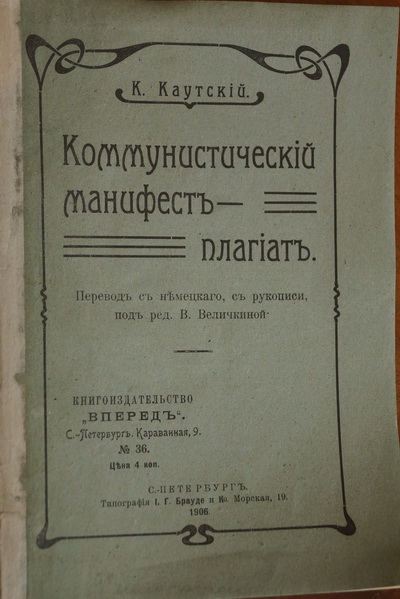 К. Каутскій.
Коммунистическій
манифестъ —
плагіатъ.
Переводъ съ нѣмецкаго, съ рукописи,
подъ ред. В. Величкиной
КНИГОИЗДАТЕЛЬСТВО
„ВПЕРЕДЪ“.
С.-Петербургъ. Караванная, 9.
№ 36.
Цѣна 4 коп.
С.-ПЕТЕРБУРГЪ.
Типографія І. Г. Брауде и Ко. Морская, 19.
1906.